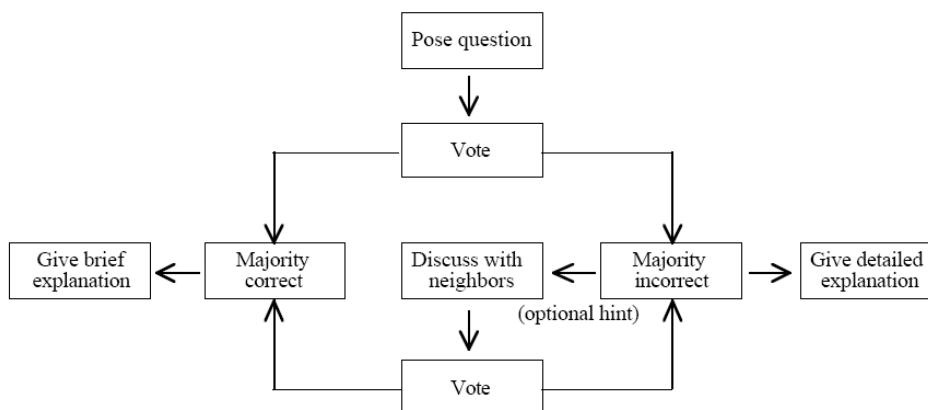 Pose question
Vote
Give brief
explanation
Majority
correct
Discuss with
neighbors
Majority
incorrect
Give detailed
explanation
(optional hint)
Vote